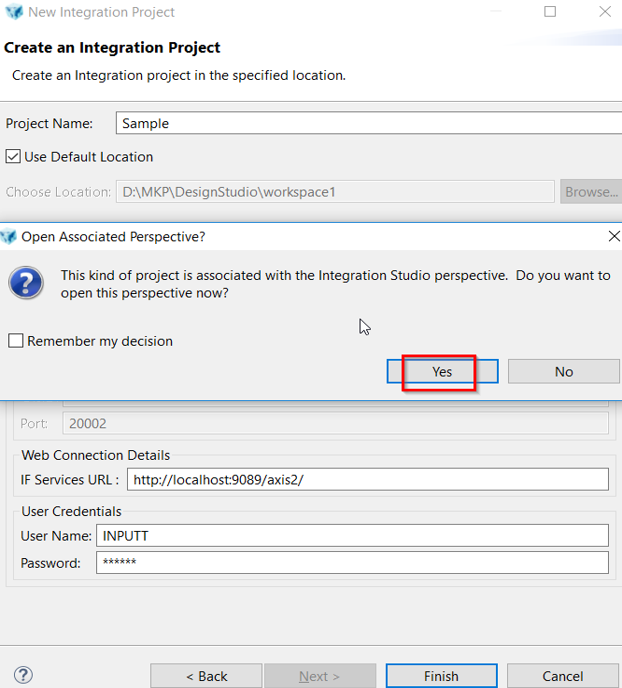 New Integration Project
Create an Integration Project
Create an Integration project in the specified location.
Project Name: Sample
Use Default Location
Choose Location: D:\MKP\DesignStudio\workspace1 Browse...
Open Associated Perspective?
This kind of project is associated with the Integration Studio perspective. Do you want to
open this perspective now?
Remember my decision
Yes No
Port: 20002
Web Connection Details
IF Services URL : http://localhost:9089/axis2/
User Credentials
User Name: INPUTT
Password: ******
? < Back Next > Finish Cancel